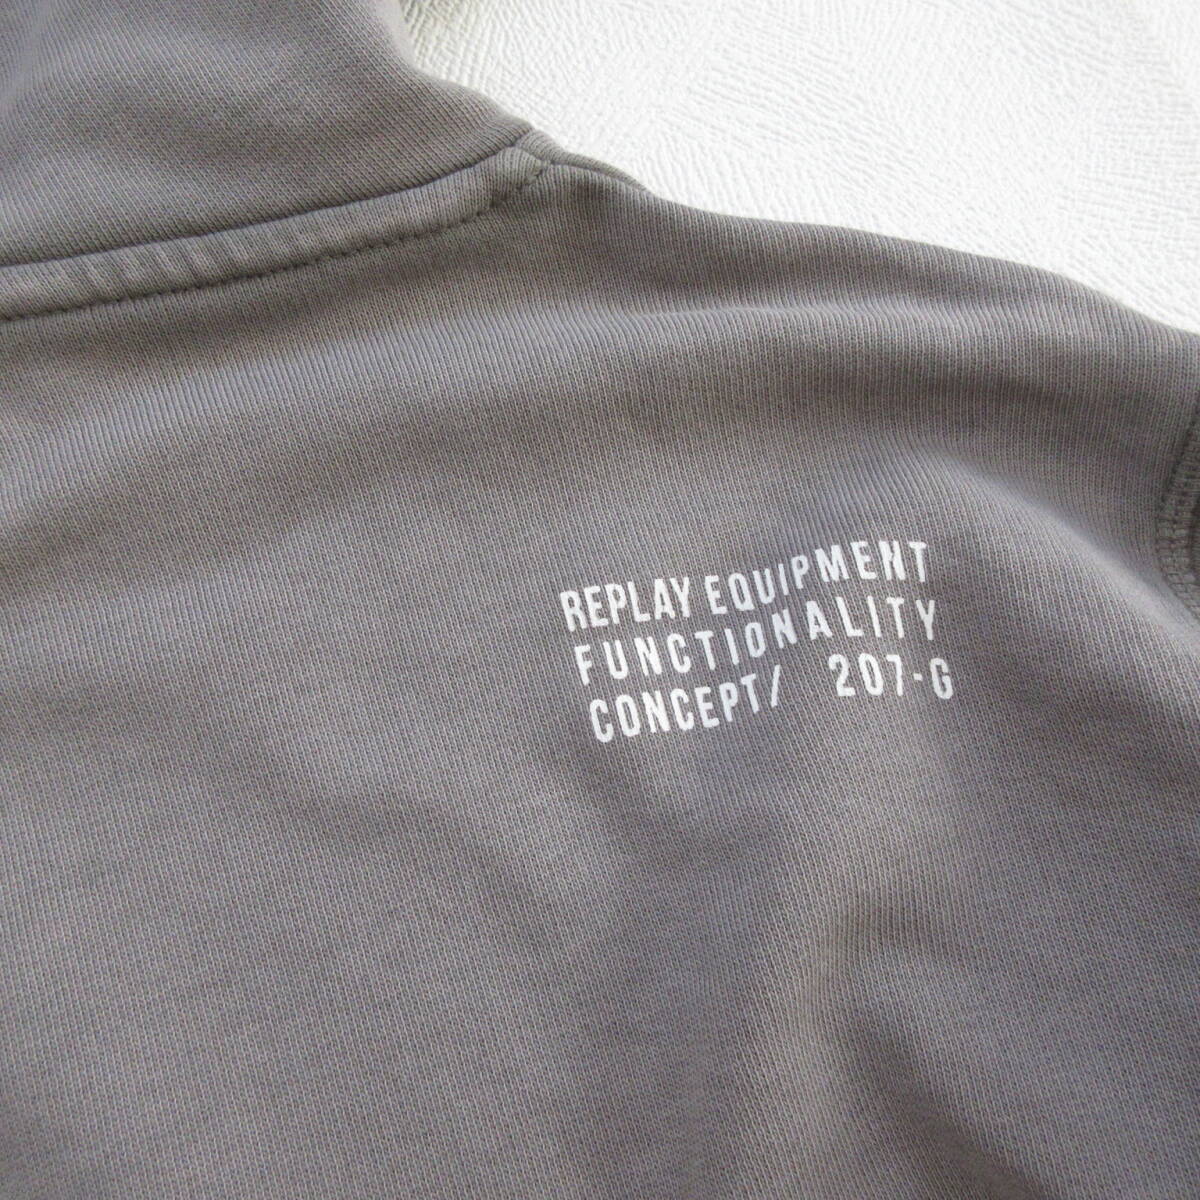 REPLAY EQUIPMENT
FUNCTIONALITY
CONCEPT/ 207-G